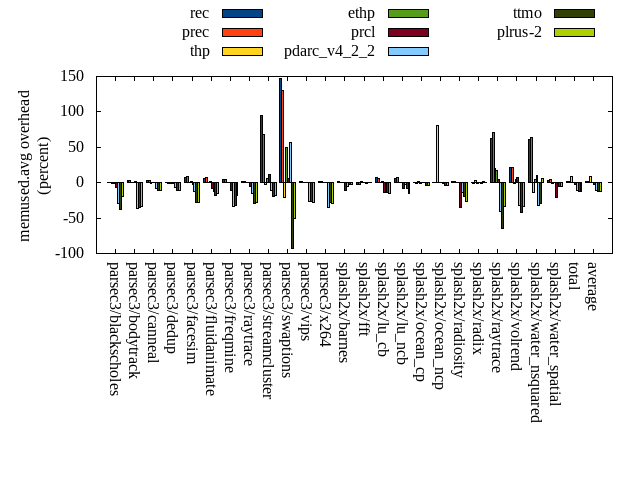 rec
prec
thp
ethp
prcl
pdarc_v4_2_2
ttmo
plrus-2
memused.avg overhead
(percent)
150
100
50
0
-50
-100
parsec3/blackscholes
parsec3/bodytrack
parsec3/canneal
parsec3/dedup
parsec3/facesim
parsec3/fluidanimate
parsec3/freqmine
parsec3/raytrace
parsec3/streamcluster
parsec3/swaptions
parsec3/vips
parsec3/x264
splash2x/barnes
splash2x/fft
splash2x/lu_cb
splash2x/lu_ncb
splash2x/ocean_cp
splash2x/ocean_ncp
splash2x/radiosity
splash2x/radix
splash2x/raytrace
splash2x/volrend
splash2x/water_nsquared
splash2x/water_spatial
total
average